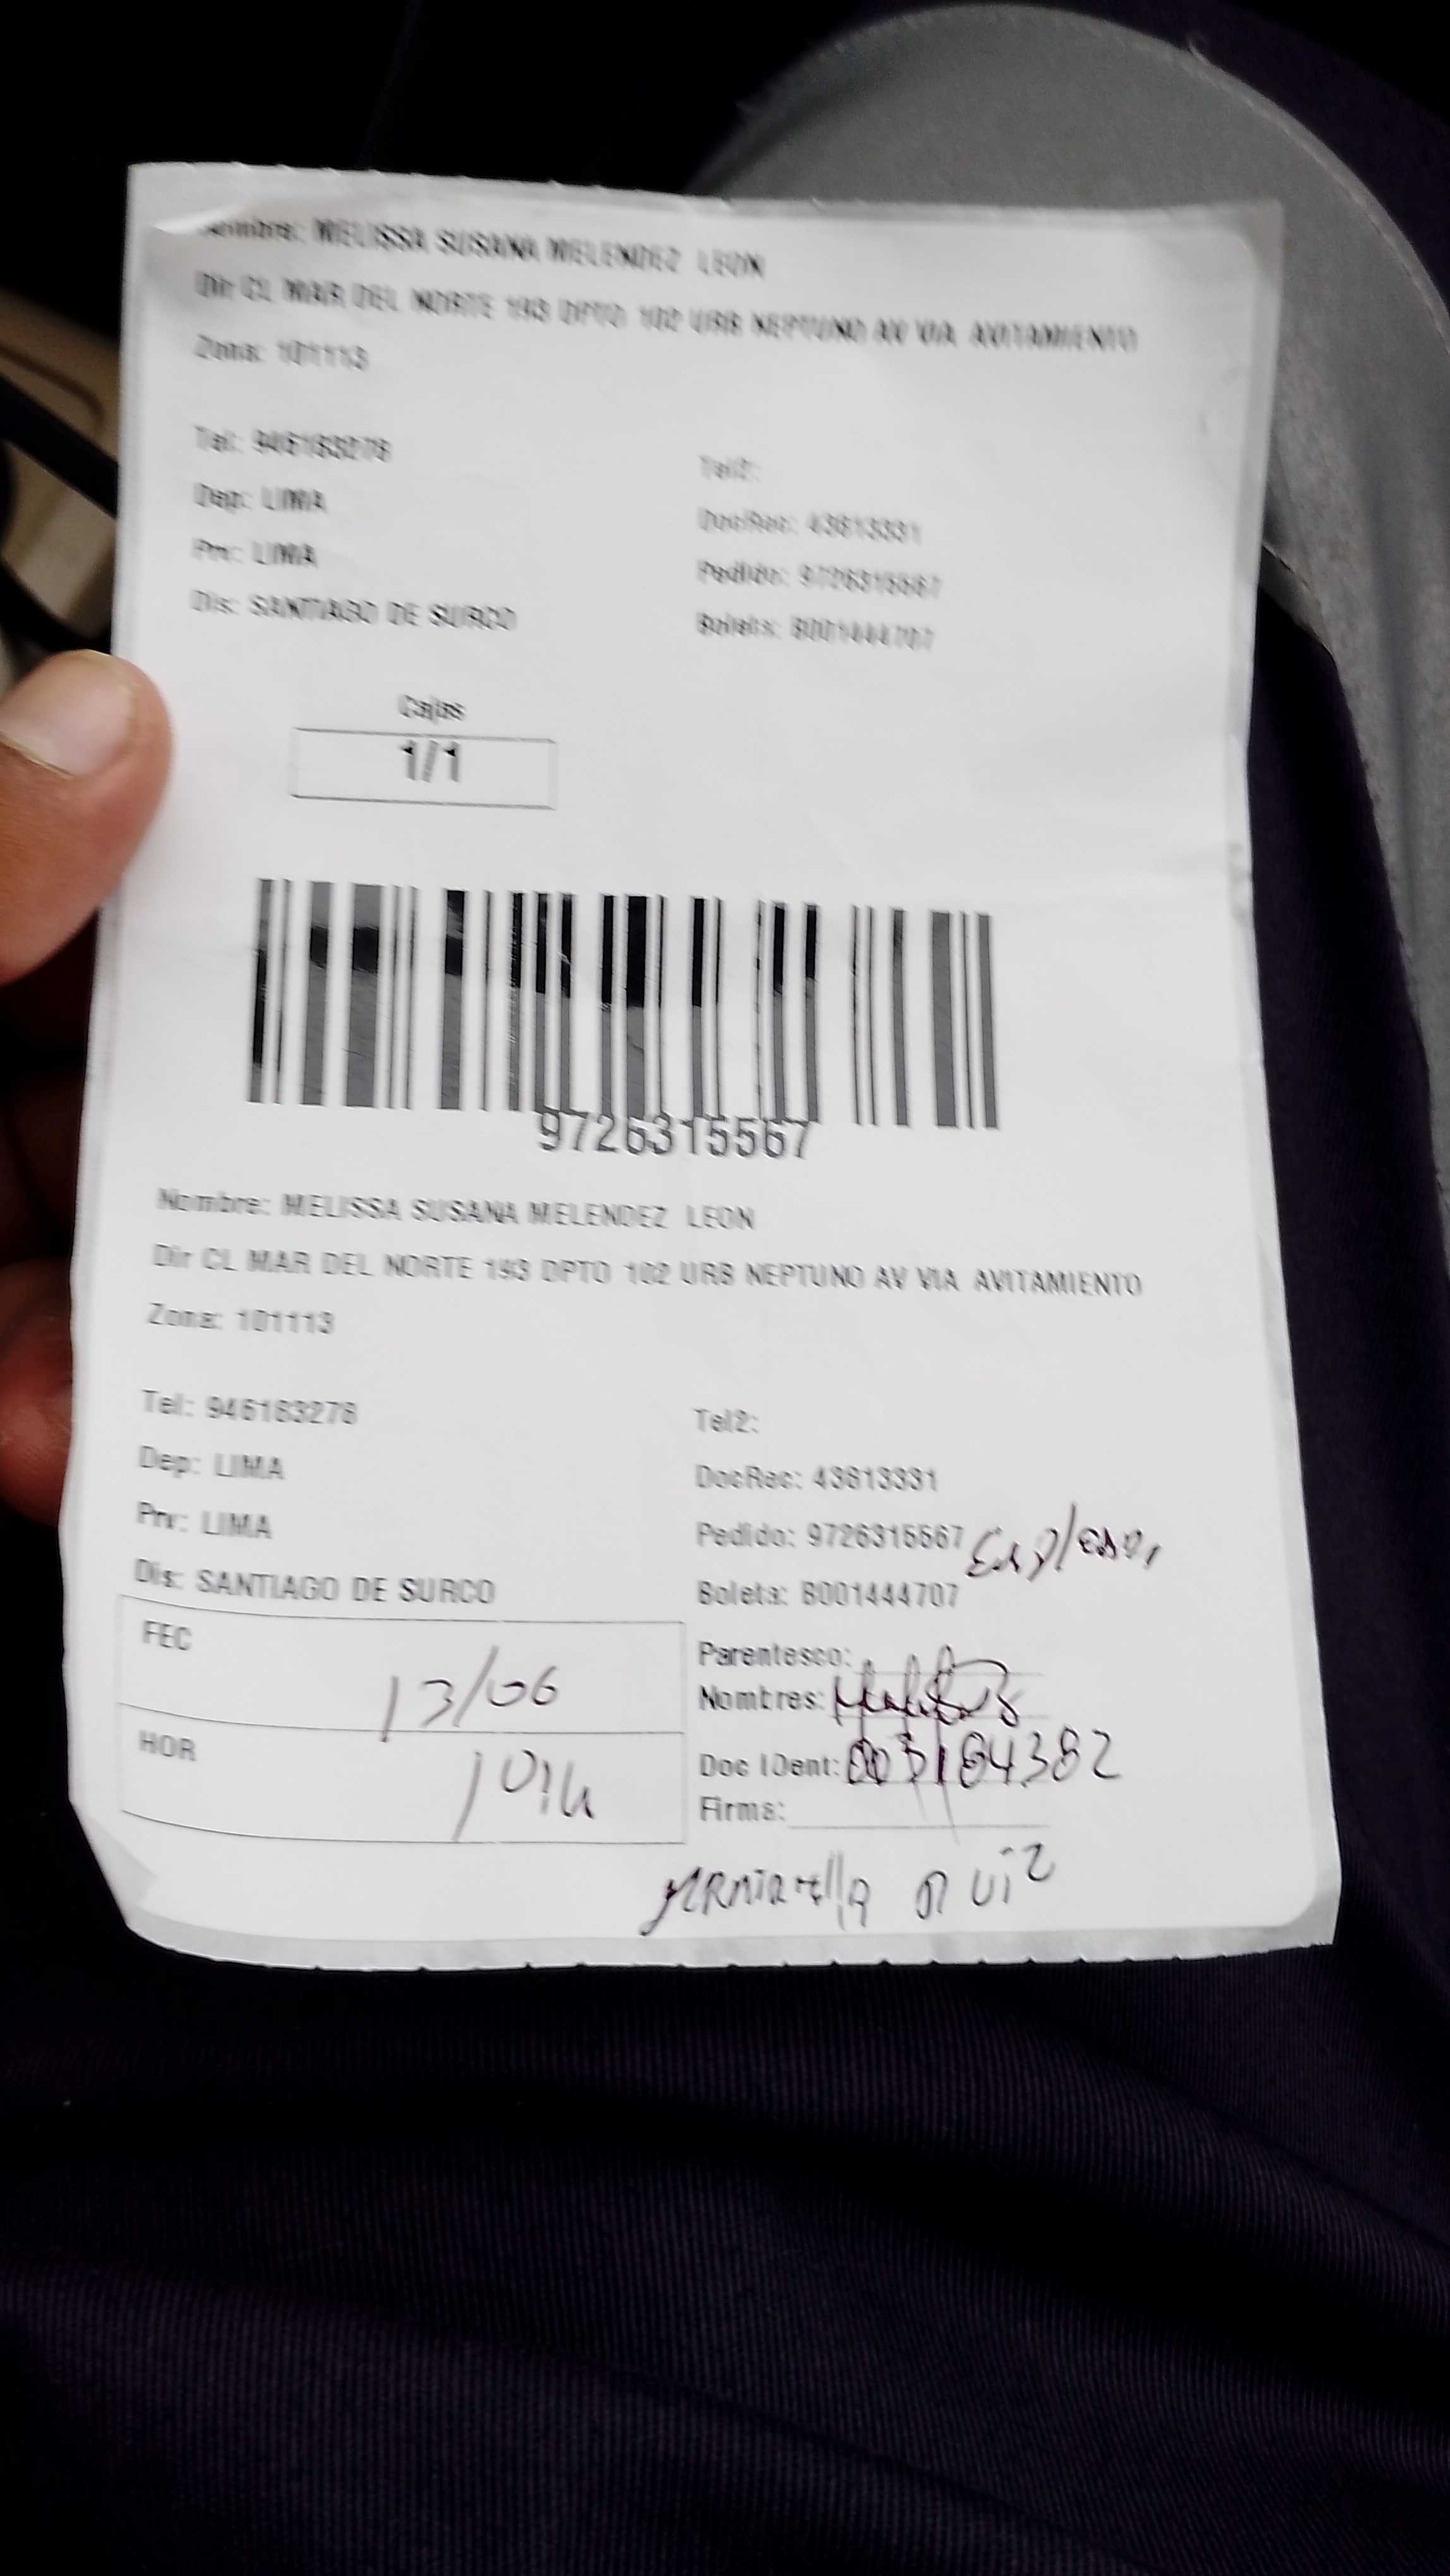 Nombre: MELISSA SUSANA MELENDEZ LEON
Dir CL MAR DEL NORTE 193 DPTO 102 URB NEPTUNO AV VIA AVITAMIENTO
Zona: 101113
Tel: 946163278
Tel2:
Dep: LIMA
DocRec: 43813331
Prv: LIMA
Pedido: 9726315567
Dis: SANTIAGO DE SURCO
Boleta: B001444707
Cajas
1/1
9726315567
Nombre: MELISSA SUSANA MELENDEZ LEON
Dir CL MAR DEL NORTE 193 DPTO 102 URB NEPTUNO AV VIA AVITAMIENTO
Zona: 101113
Tel: 946163278
Tel2:
Dep: LIMA
DocRec: 43813331
Prv: LIMA
Pedido: 9726315567
Dis: SANTIAGO DE SURCO
Boleta: B001444707
FEC 13/06
Parentesco:
Nombres:
HOR
Doc IDent: 003164382
Firma:
Ruiz